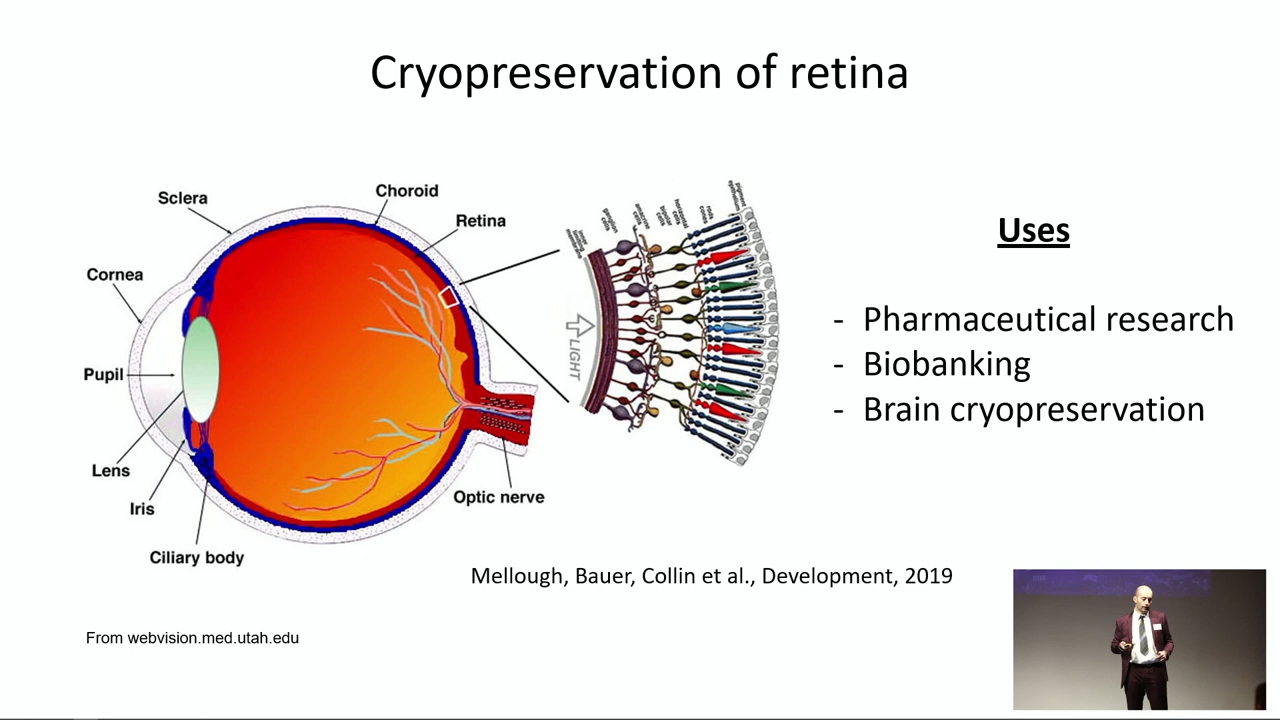 Cryopreservation of retina
Choroid
Sclera
Retina
Cornea
Pupil
Lens
Iris
Ciliary body
Optic nerve
LIGHT
Uses
- Pharmaceutical research
- Biobanking
- Brain cryopreservation
Mellough, Bauer, Collin et al., Development, 2019
From webvision.med.utah.edu